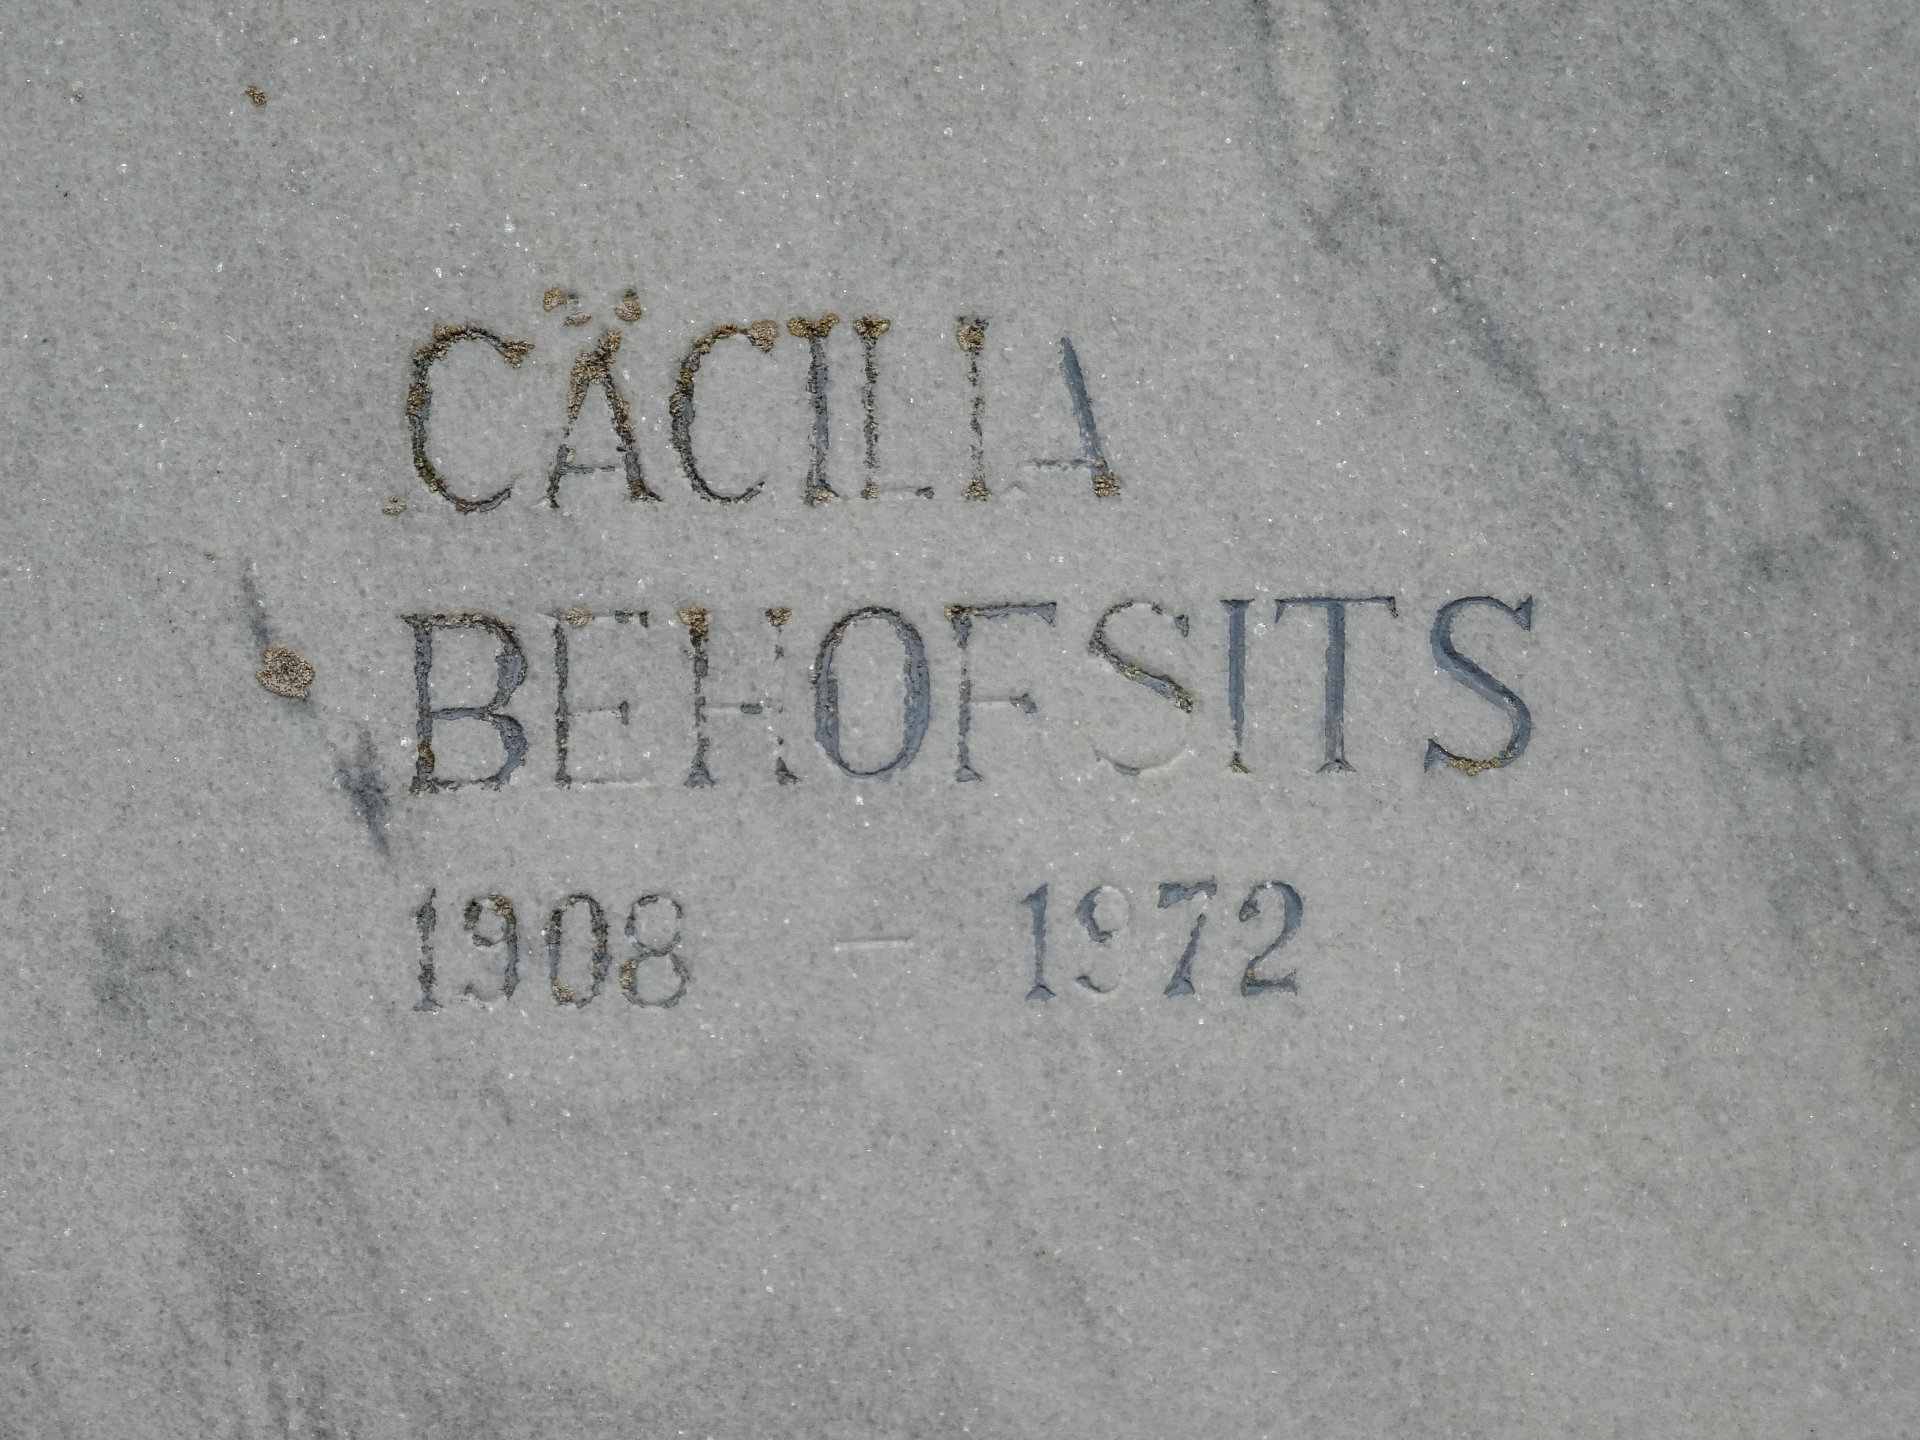 CÄCILIA
BEHOFSITS
1908 – 1972